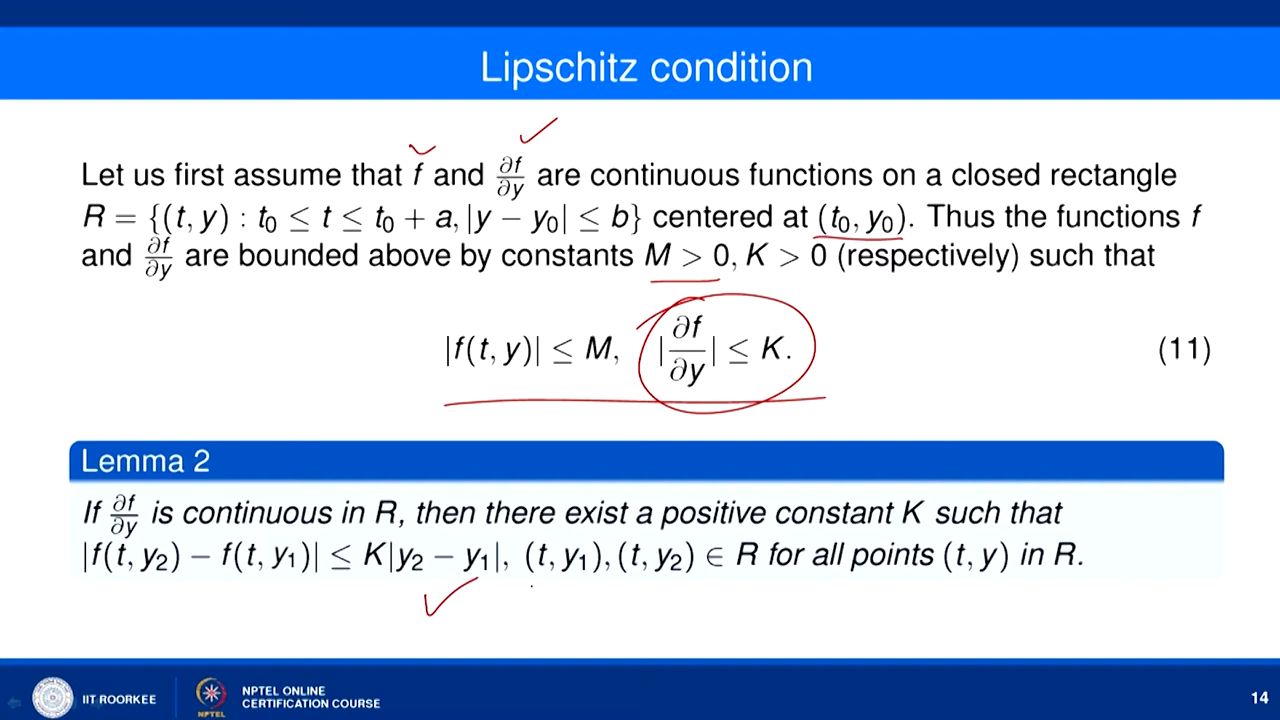 Lipschitz condition
Let us first assume that f and ∂f/∂y are continuous functions on a closed rectangle
R = {(t, y) : t₀ ≤ t ≤ t₀ + a, |y − y₀| ≤ b} centered at (t₀, y₀). Thus the functions f
and ∂f/∂y are bounded above by constants M > 0, K > 0 (respectively) such that
|f(t, y)| ≤ M, |∂f/∂y| ≤ K. (11)
Lemma 2
If ∂f/∂y is continuous in R, then there exist a positive constant K such that
|f(t, y₂) − f(t, y₁)| ≤ K|y₂ − y₁|, (t, y₁), (t, y₂) ∈ R for all points (t, y) in R.
IIT ROORKEE
NPTEL
NPTEL ONLINE
CERTIFICATION COURSE
14